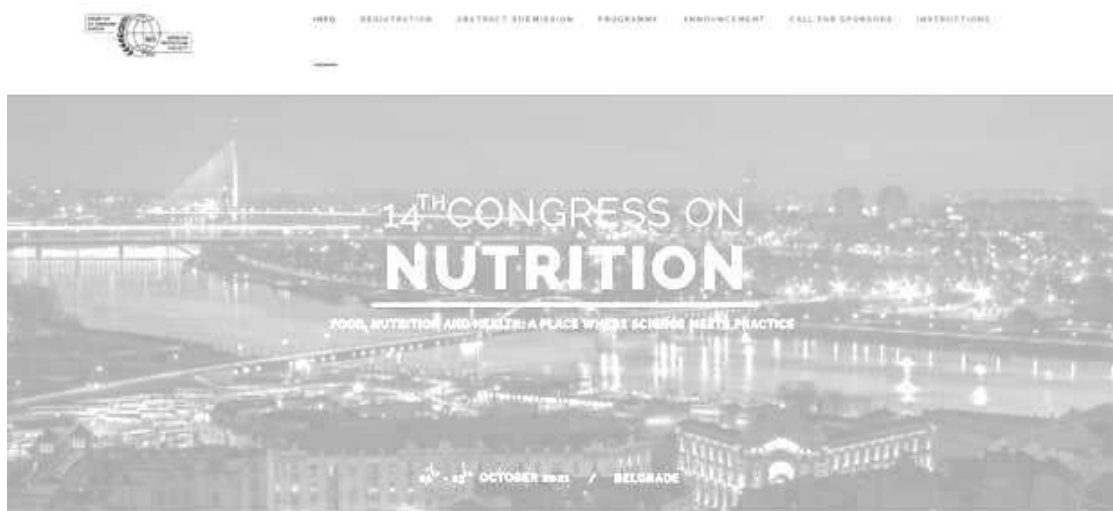 INFO REGISTRATION ABSTRACT SUBMISSION PROGRAMME ANNOUNCEMENT CALL FOR SPONSORS INSTRUCTIONS
14TH CONGRESS ON
NUTRITION
FOOD, NUTRITION AND HEALTH: A PLACE WHERE SCIENCE MEETS PRACTICE
OCTOBER 2021 / BELGRADE